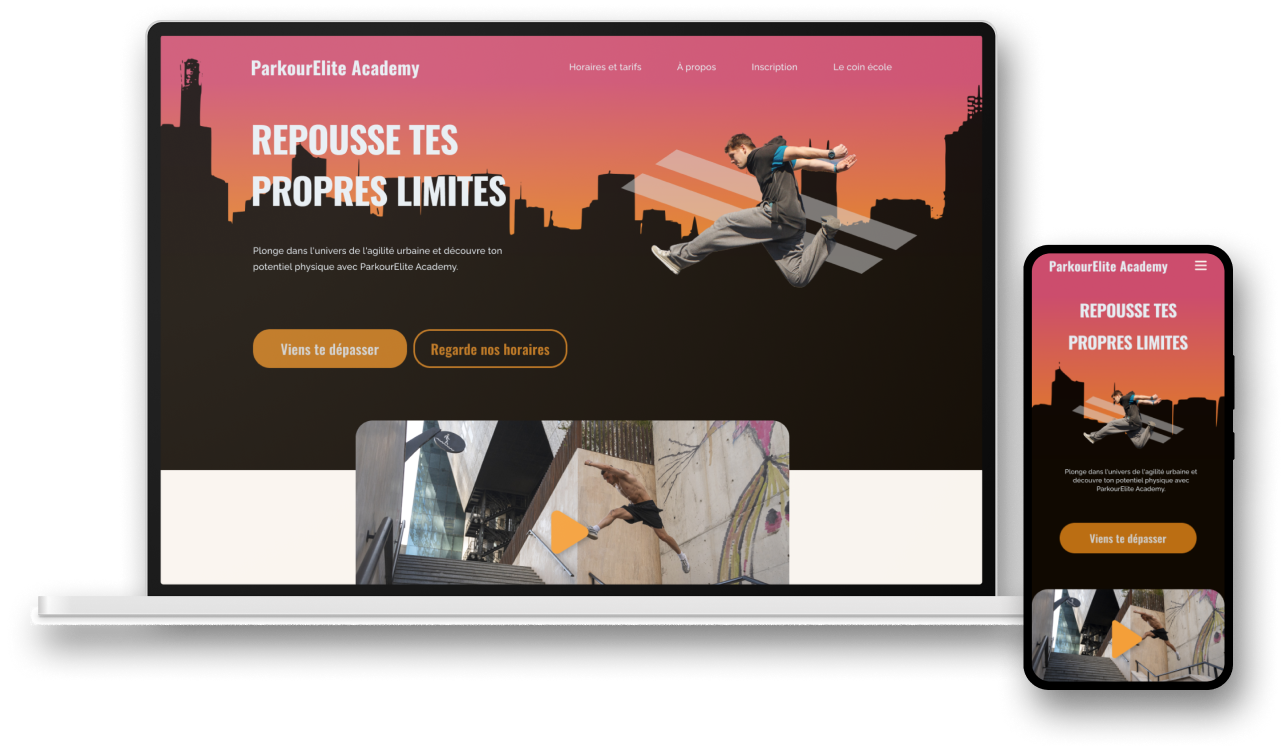 ParkourElite Academy
Horaires et tarifs
À propos
Inscription
Le coin école
REPOUSSE TES
PROPRES LIMITES
Plonge dans l'univers de l'agilité urbaine et découvre ton
potentiel physique avec ParkourElite Academy.
Viens te dépasser
Regarde nos horaires
ParkourElite Academy
REPOUSSE TES
PROPRES LIMITES
Plonge dans l'univers de l'agilité urbaine et
découvre ton potentiel physique avec
ParkourElite Academy.
Viens te dépasser